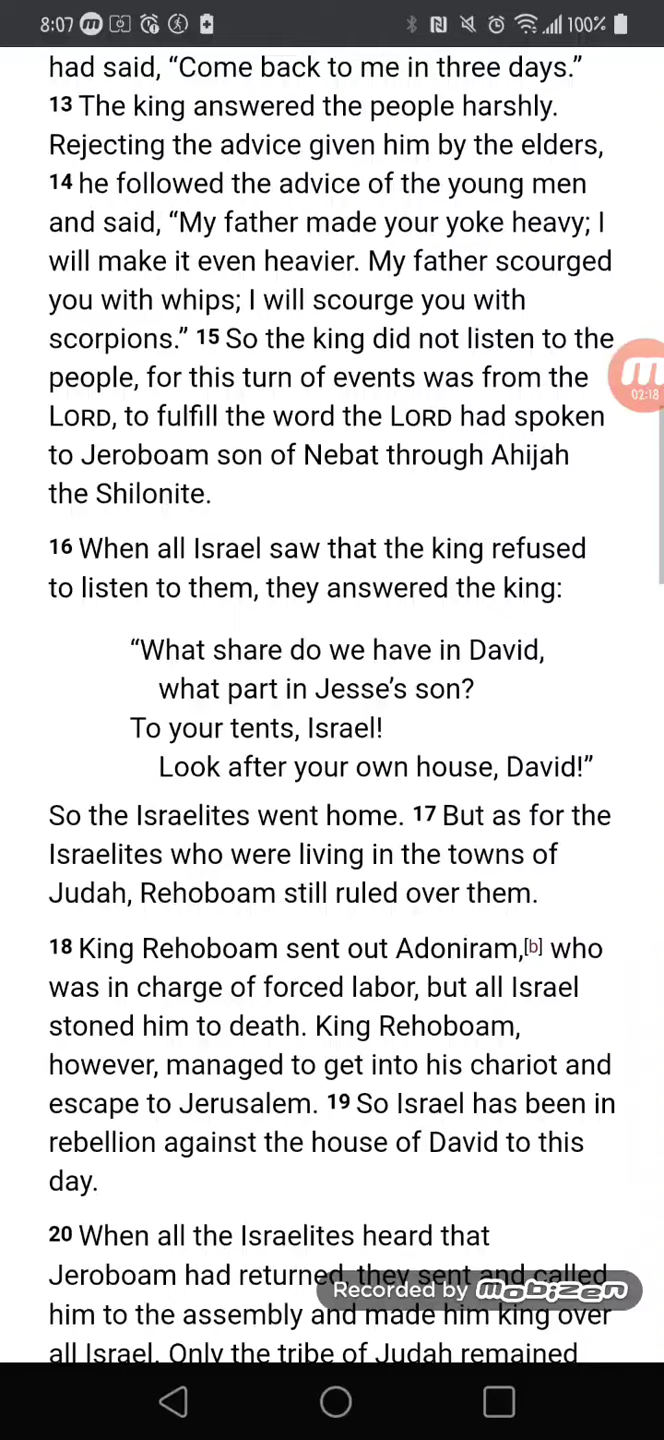 8:07
100%
had said, “Come back to me in three days.”
13 The king answered the people harshly.
Rejecting the advice given him by the elders,
14 he followed the advice of the young men
and said, “My father made your yoke heavy; I
will make it even heavier. My father scourged
you with whips; I will scourge you with
scorpions.” 15 So the king did not listen to the
people, for this turn of events was from the
02:18
LORD, to fulfill the word the LORD had spoken
to Jeroboam son of Nebat through Ahijah
the Shilonite.
16 When all Israel saw that the king refused
to listen to them, they answered the king:
“What share do we have in David,
what part in Jesse’s son?
To your tents, Israel!
Look after your own house, David!”
So the Israelites went home. 17 But as for the
Israelites who were living in the towns of
Judah, Rehoboam still ruled over them.
18 King Rehoboam sent out Adoniram,[b] who
was in charge of forced labor, but all Israel
stoned him to death. King Rehoboam,
however, managed to get into his chariot and
escape to Jerusalem. 19 So Israel has been in
rebellion against the house of David to this
day.
20 When all the Israelites heard that
Jeroboam had returned, they sent and called
Recorded by mobizen
him to the assembly and made him king over
all Israel. Only the tribe of Judah remained